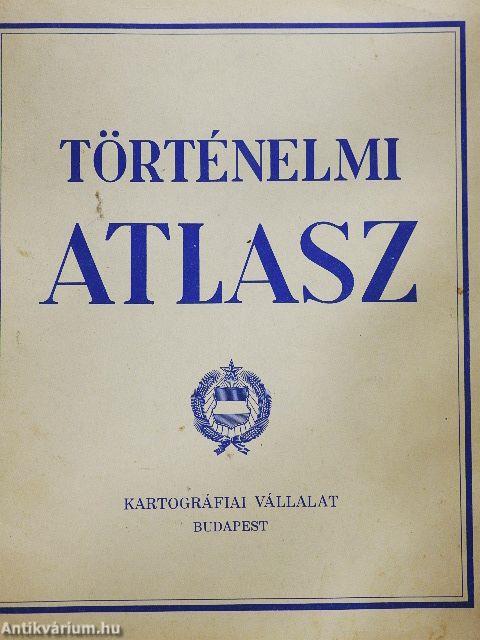 TÖRTÉNELMI
ATLASZ
KARTOGRÁFIAI VÁLLALAT
BUDAPEST
Antikvárium.hu